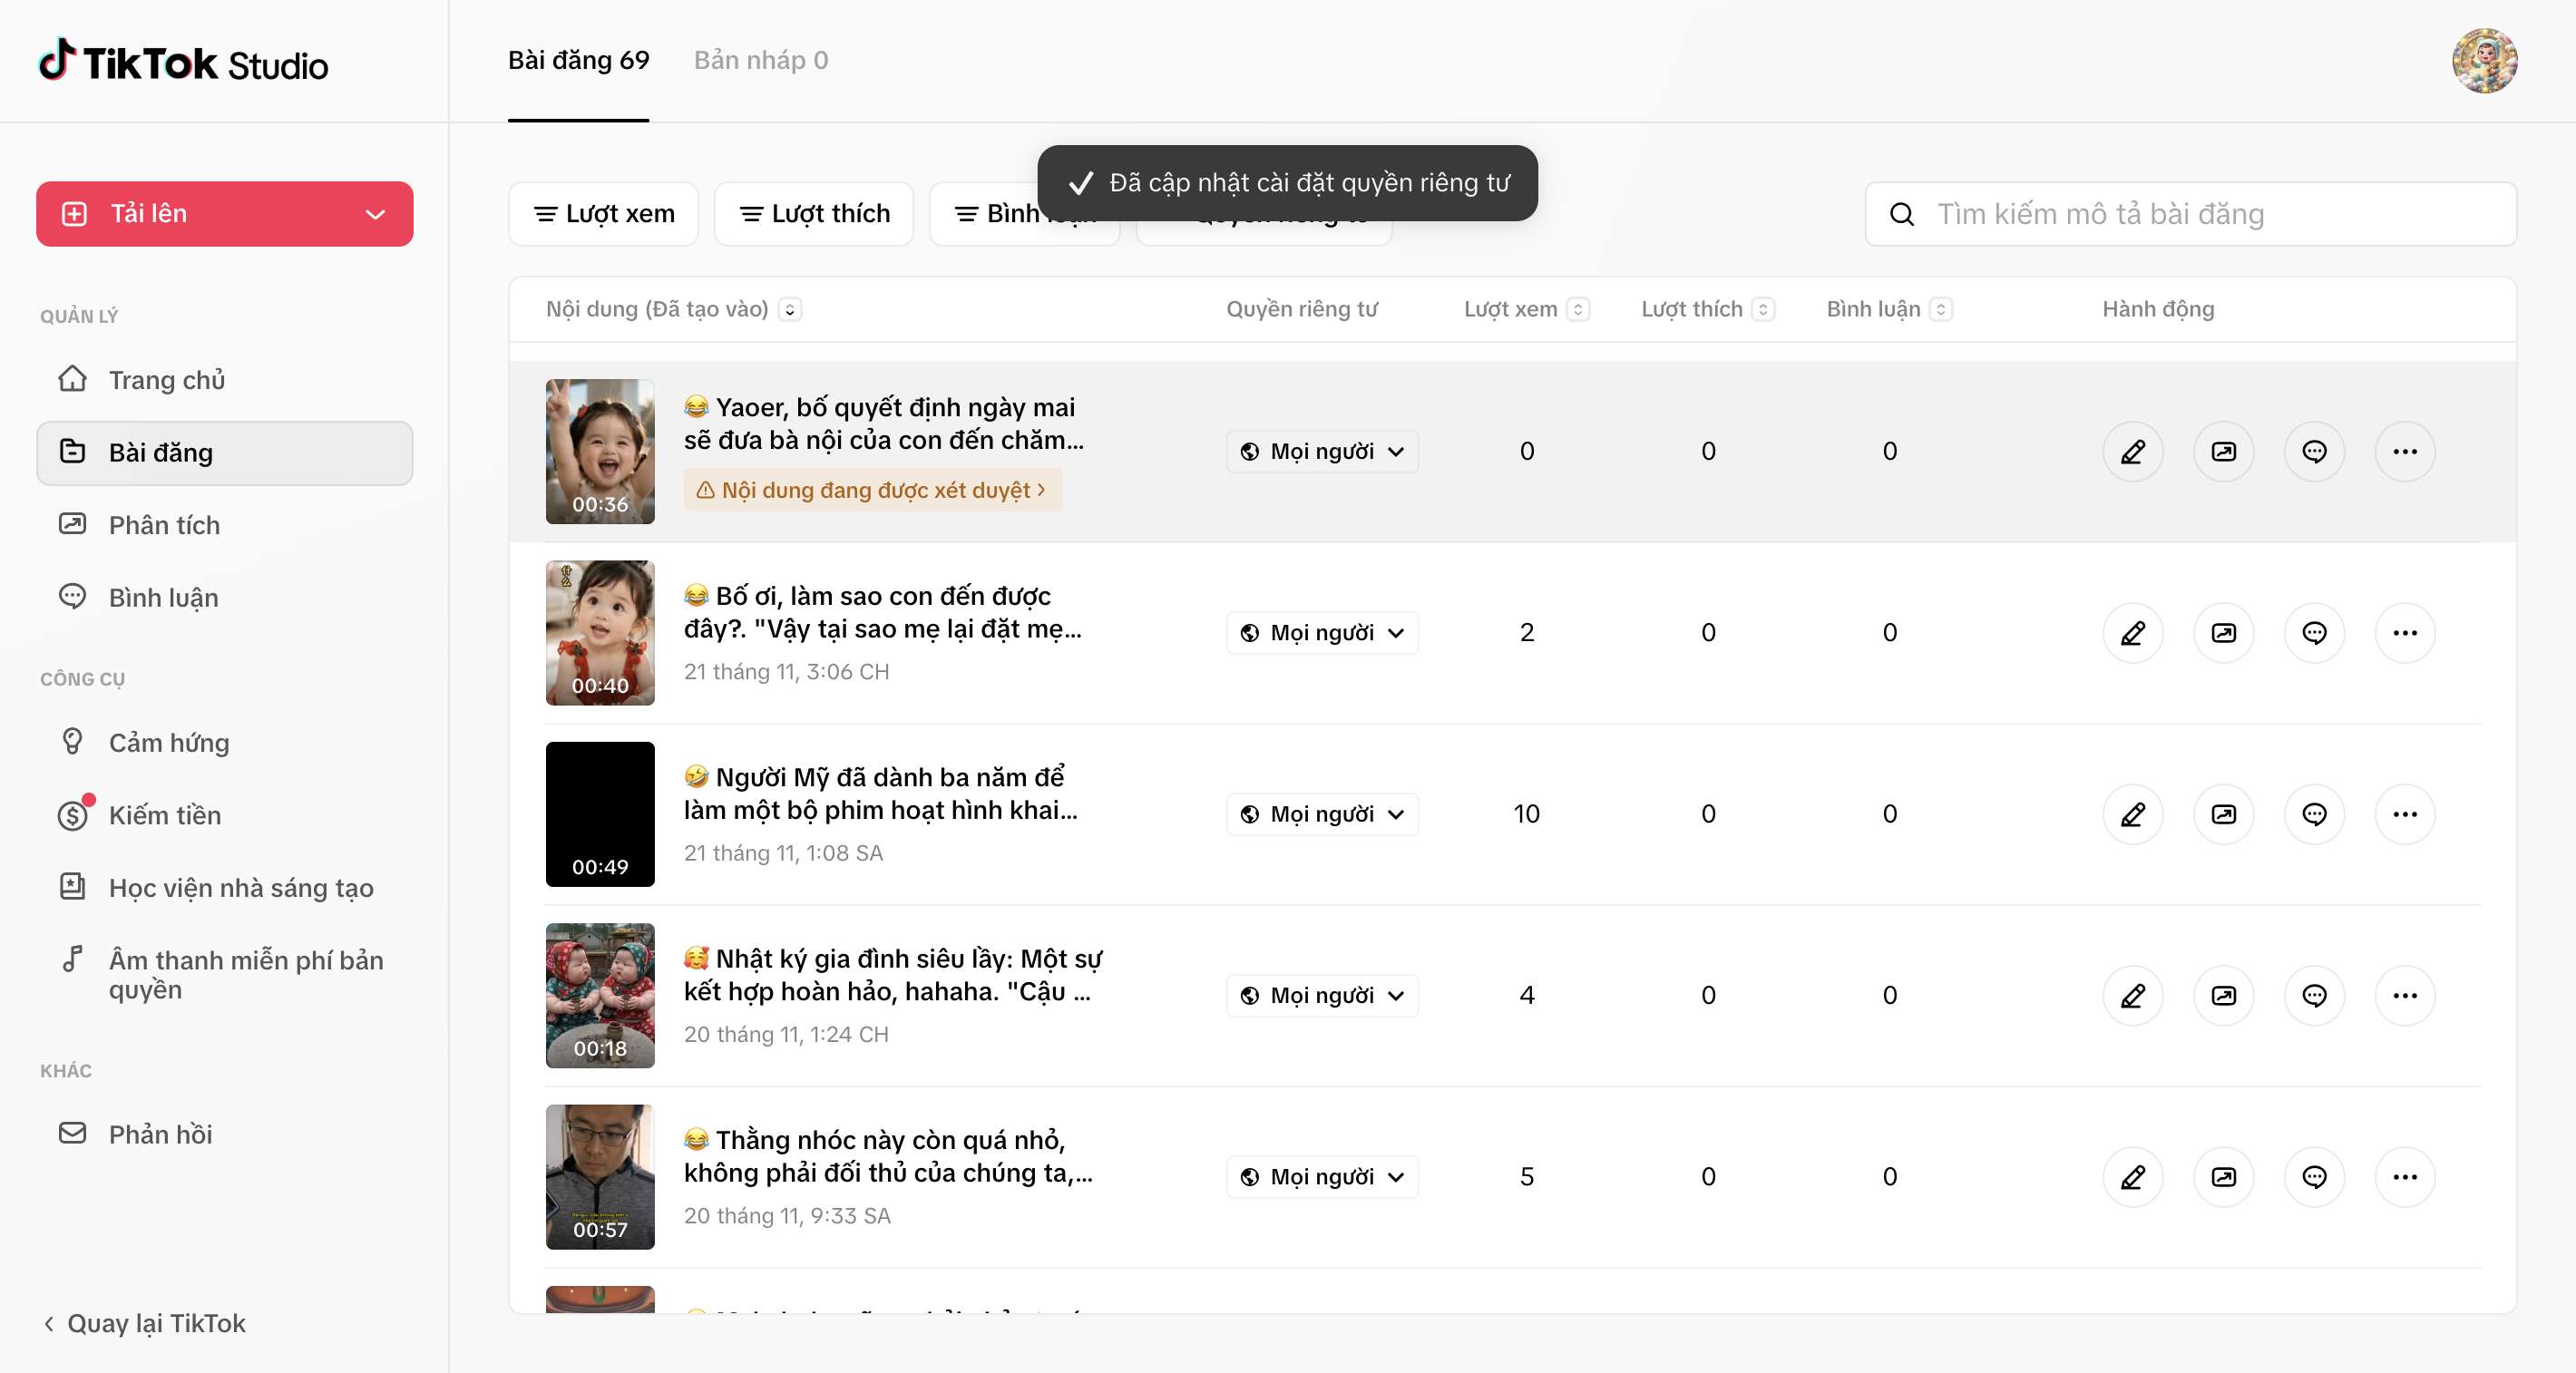 TikTok Studio
Bài đăng 69
Bản nháp 0
Tải lên
QUẢN LÝ
Trang chủ
Bài đăng
Phân tích
Bình luận
CÔNG CỤ
Cảm hứng
Kiếm tiền
Học viện nhà sáng tạo
Âm thanh miễn phí bản
quyền
KHÁC
Phản hồi
Quay lại TikTok
Đã cập nhật cài đặt quyền riêng tư
Lượt xem
Lượt thích
Bình luận
Quyền riêng tư
Tìm kiếm mô tả bài đăng
Nội dung (Đã tạo vào)
Quyền riêng tư
Lượt xem
Lượt thích
Bình luận
Hành động
00:36
😂 Yaoer, bố quyết định ngày mai
sẽ đưa bà nội của con đến chăm...
Nội dung đang được xét duyệt
Mọi người
0
0
0
什么
00:40
😂 Bố ơi, làm sao con đến được
đây?. "Vậy tại sao mẹ lại đặt mẹ...
21 tháng 11, 3:06 CH
Mọi người
2
0
0
00:49
🤣 Người Mỹ đã dành ba năm để
làm một bộ phim hoạt hình khai...
21 tháng 11, 1:08 SA
Mọi người
10
0
0
00:18
🥰 Nhật ký gia đình siêu lầy: Một sự
kết hợp hoàn hảo, hahaha. "Cậu ...
20 tháng 11, 1:24 CH
Mọi người
4
0
0
00:57
😂 Thằng nhóc này còn quá nhỏ,
không phải đối thủ của chúng ta,...
20 tháng 11, 9:33 SA
Mọi người
5
0
0